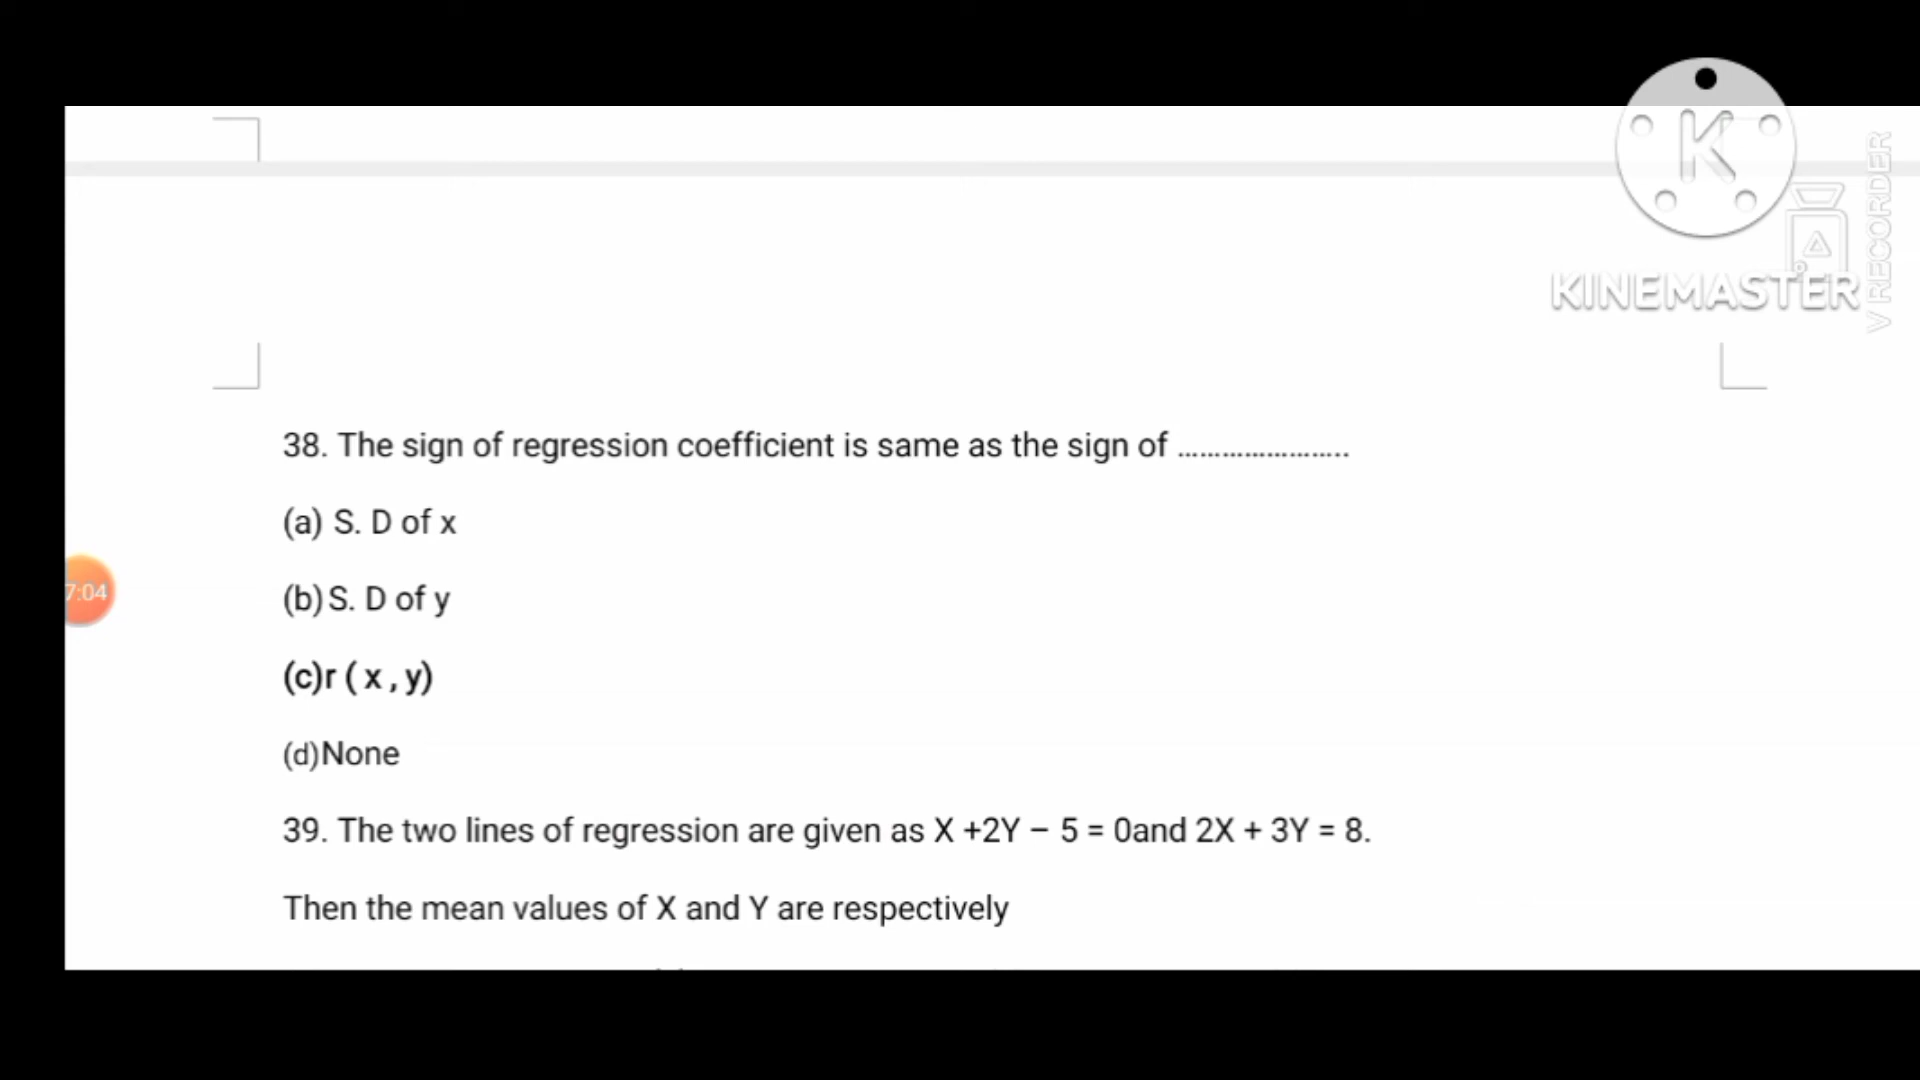 K
KINEMASTER
V RECORDER
38. The sign of regression coefficient is same as the sign of ........................
(a) S. D of x
7:04
(b) S. D of y
(c)r ( x , y)
(d)None
39. The two lines of regression are given as X +2Y – 5 = 0and 2X + 3Y = 8.
Then the mean values of X and Y are respectively